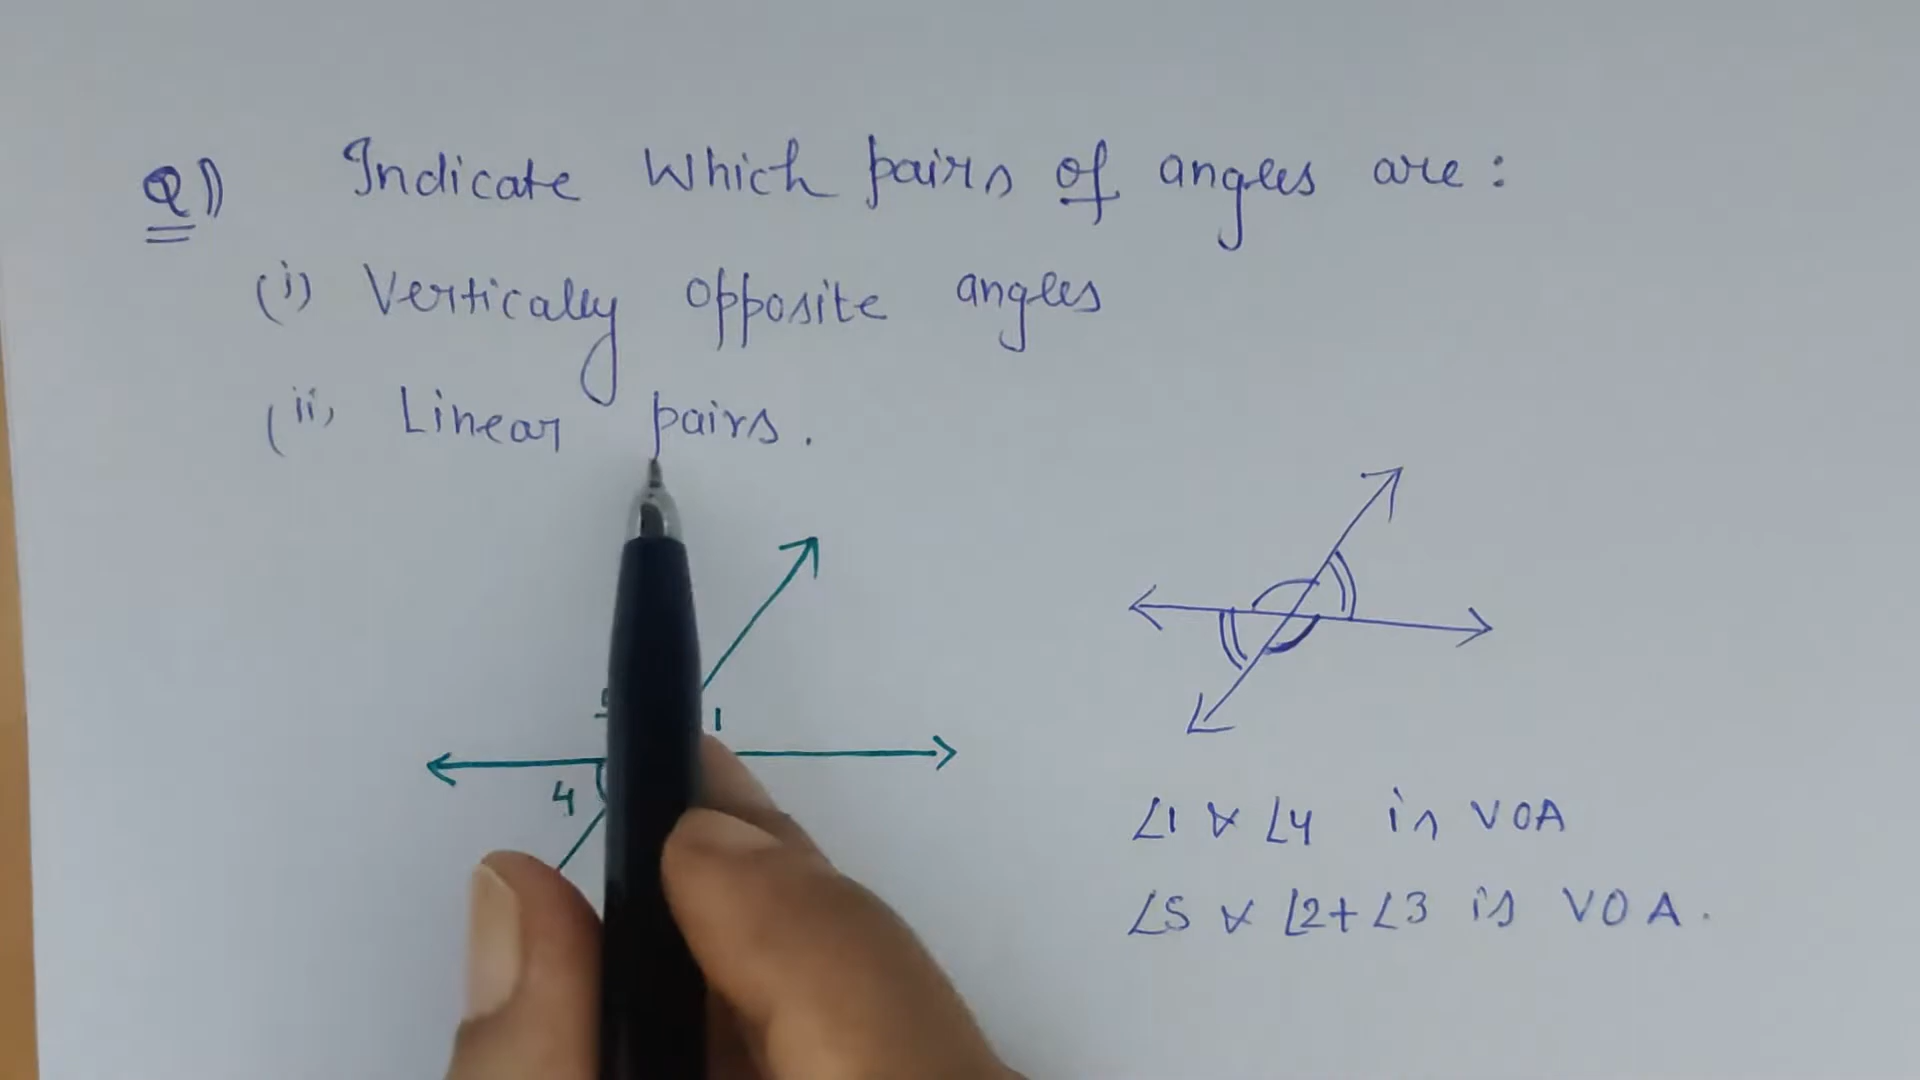 Q) Indicate which pairs of angles are:
(i) Vertically opposite angles
(ii) Linear pairs.
1
4
∠1 & ∠4 is VOA
∠5 & ∠2+∠3 is VOA.